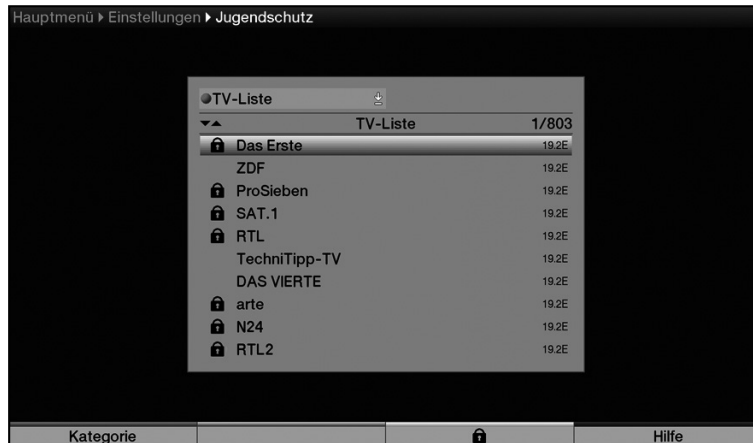 Hauptmenü Einstellungen Jugendschutz
TV-Liste
TV-Liste 1/803
Das Erste 19.2E
ZDF 19.2E
ProSieben 19.2E
SAT.1 19.2E
RTL 19.2E
TechniTipp-TV 19.2E
DAS VIERTE 19.2E
arte 19.2E
N24 19.2E
RTL2 19.2E
Kategorie Hilfe